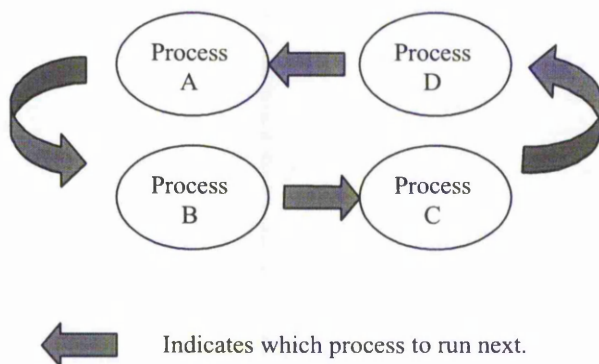 Process
A
Process
D
Process
B
Process
C
Indicates which process to run next.